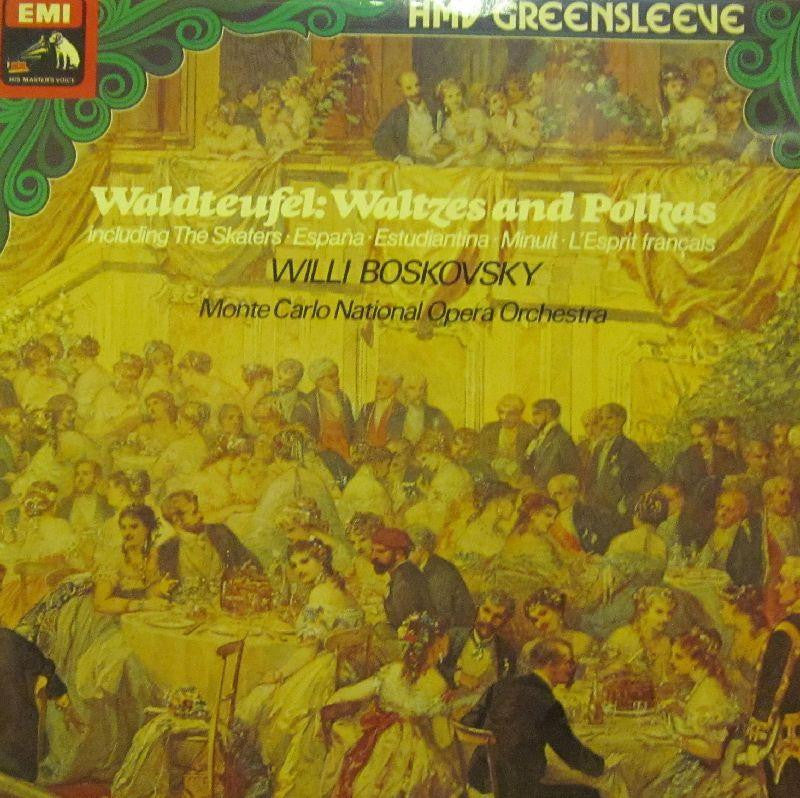 EMI
HIS MASTER'S VOICE
HMV GREENSLEEVE
Waldteufel: Waltzes and Polkas
including The Skaters · España · Estudiantina · Minuit · L'Esprit français
WILLI BOSKOVSKY
Monte Carlo National Opera Orchestra